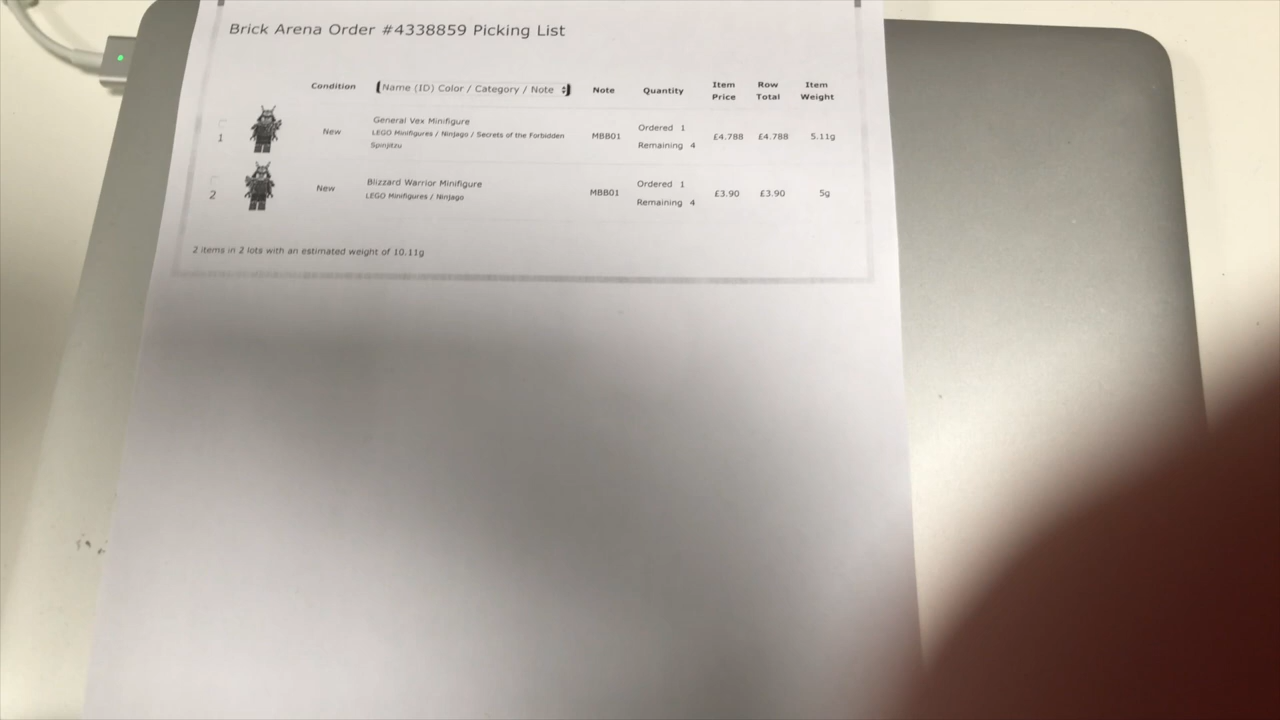 Brick Arena Order #4338859 Picking List
Condition Name (ID) Color / Category / Note Note Quantity Item Price Row Total Item Weight
1 New General Vex Minifigure
LEGO Minifigures / Ninjago / Secrets of the Forbidden
Spinjitzu
MBB01 Ordered 1
Remaining 4
£4.788 £4.788 5.11g
2 New Blizzard Warrior Minifigure
LEGO Minifigures / Ninjago
MBB01 Ordered 1
Remaining 4
£3.90 £3.90 5g
2 items in 2 lots with an estimated weight of 10.11g